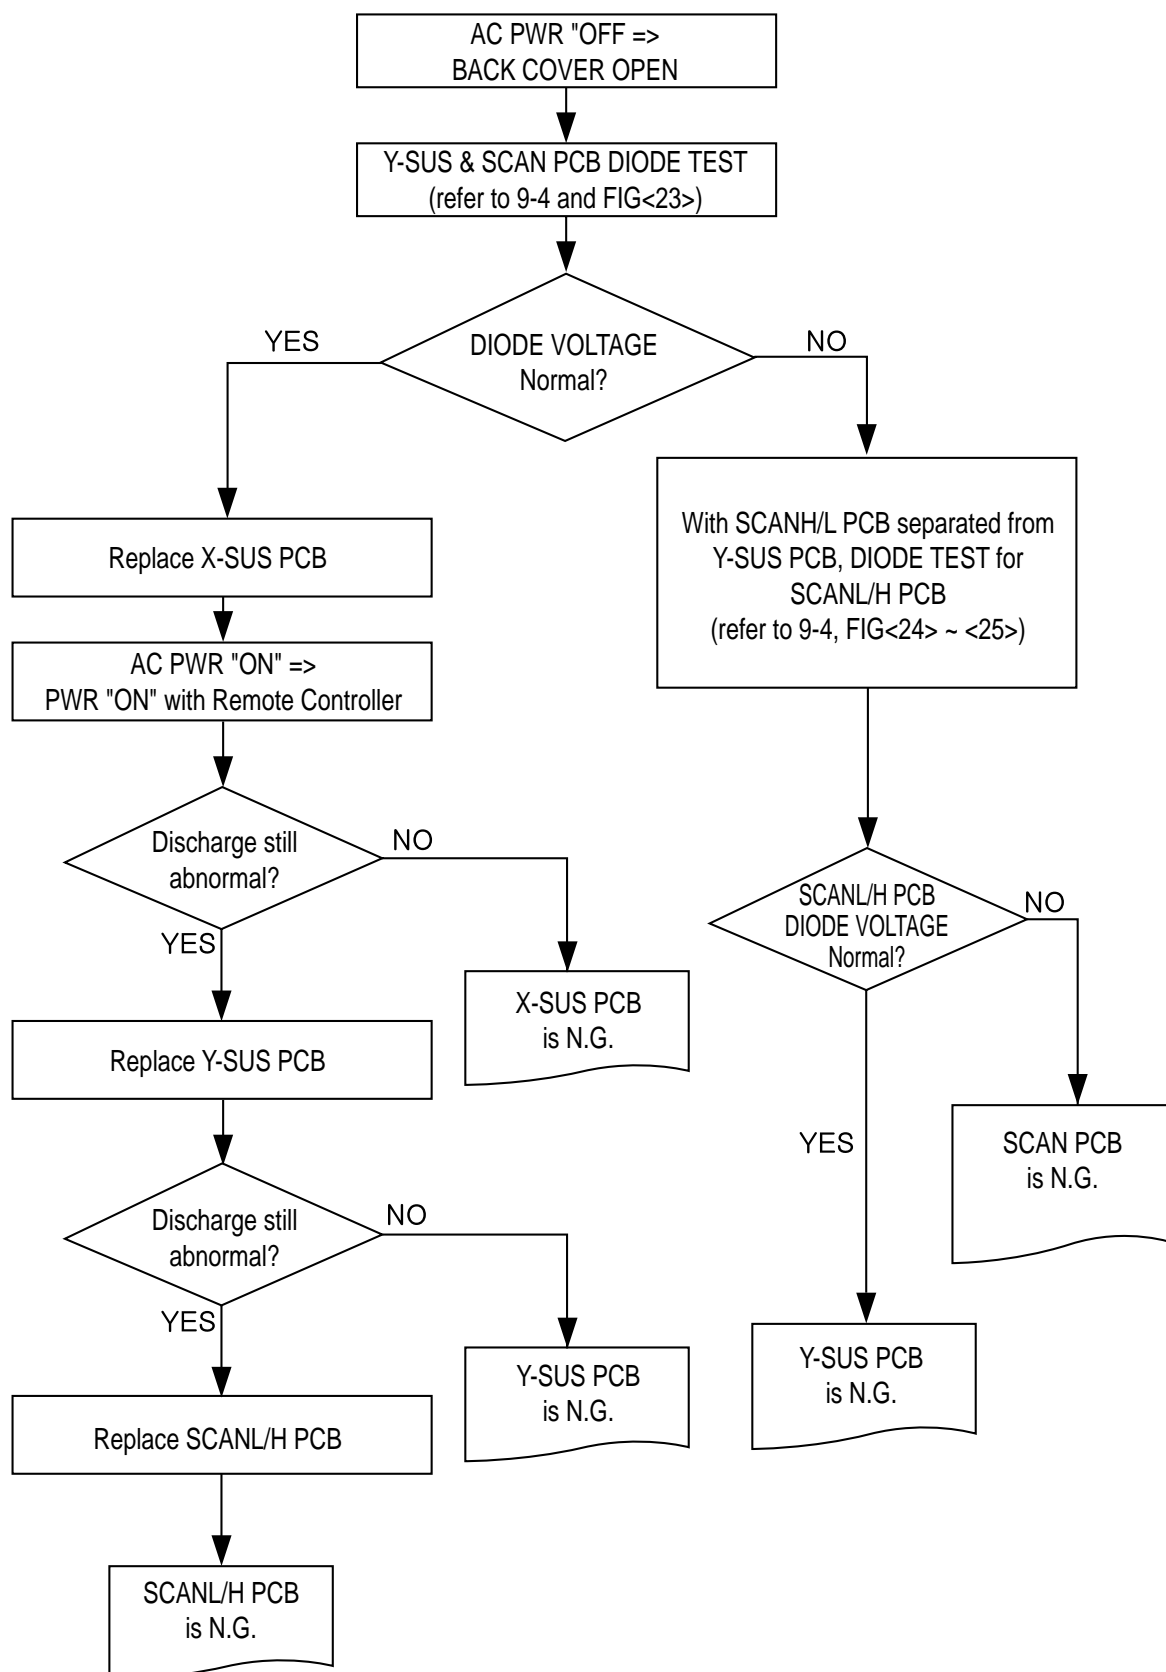 AC PWR "OFF =>
BACK COVER OPEN
Y-SUS & SCAN PCB DIODE TEST
(refer to 9-4 and FIG<23>)
DIODE VOLTAGE
Normal?
YES
NO
Replace X-SUS PCB
With SCANH/L PCB separated from
Y-SUS PCB, DIODE TEST for
SCANL/H PCB
(refer to 9-4, FIG<24> ~ <25>)
AC PWR "ON" =>
PWR "ON" with Remote Controller
Discharge still
abnormal?
NO
YES
SCANL/H PCB
DIODE VOLTAGE
Normal?
NO
X-SUS PCB
is N.G.
Replace Y-SUS PCB
YES
SCAN PCB
is N.G.
Discharge still
abnormal?
NO
YES
Y-SUS PCB
is N.G.
Y-SUS PCB
is N.G.
Replace SCANL/H PCB
SCANL/H PCB
is N.G.